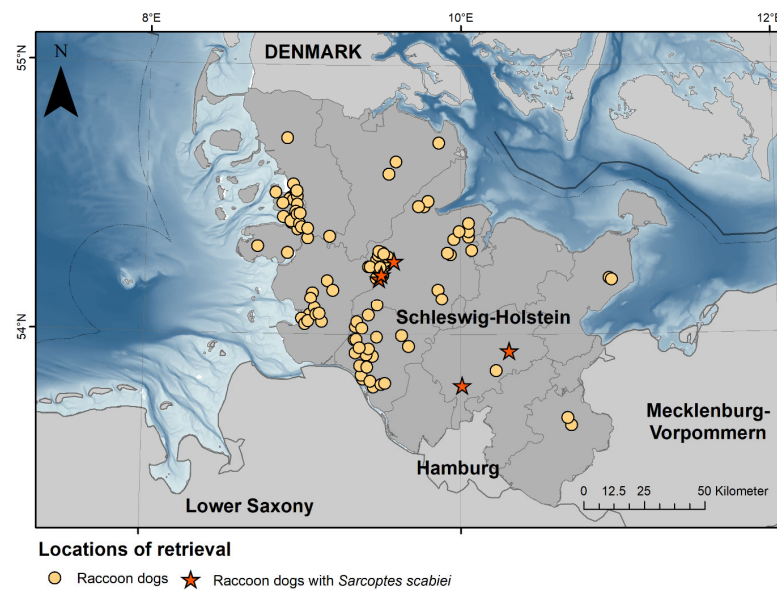 8°E 10°E 12°E
55°N
N
DENMARK
54°N
Schleswig-Holstein
Mecklenburg-
Vorpommern
Hamburg
Lower Saxony
0 12.5 25 50 Kilometer
Locations of retrieval
Raccoon dogs
Raccoon dogs with Sarcoptes scabiei